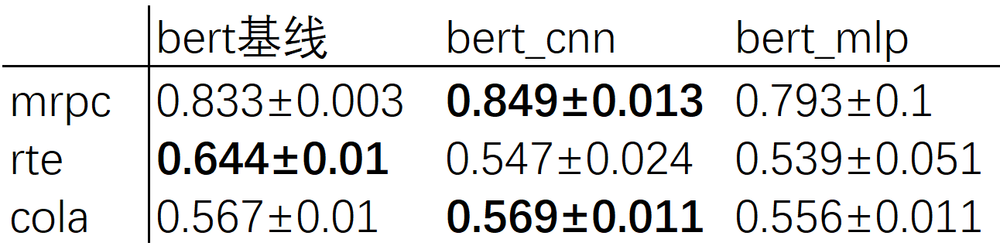 bert基线 bert_cnn bert_mlp
mrpc 0.833±0.003 0.849±0.013 0.793±0.1
rte 0.644±0.01 0.547±0.024 0.539±0.051
cola 0.567±0.01 0.569±0.011 0.556±0.011